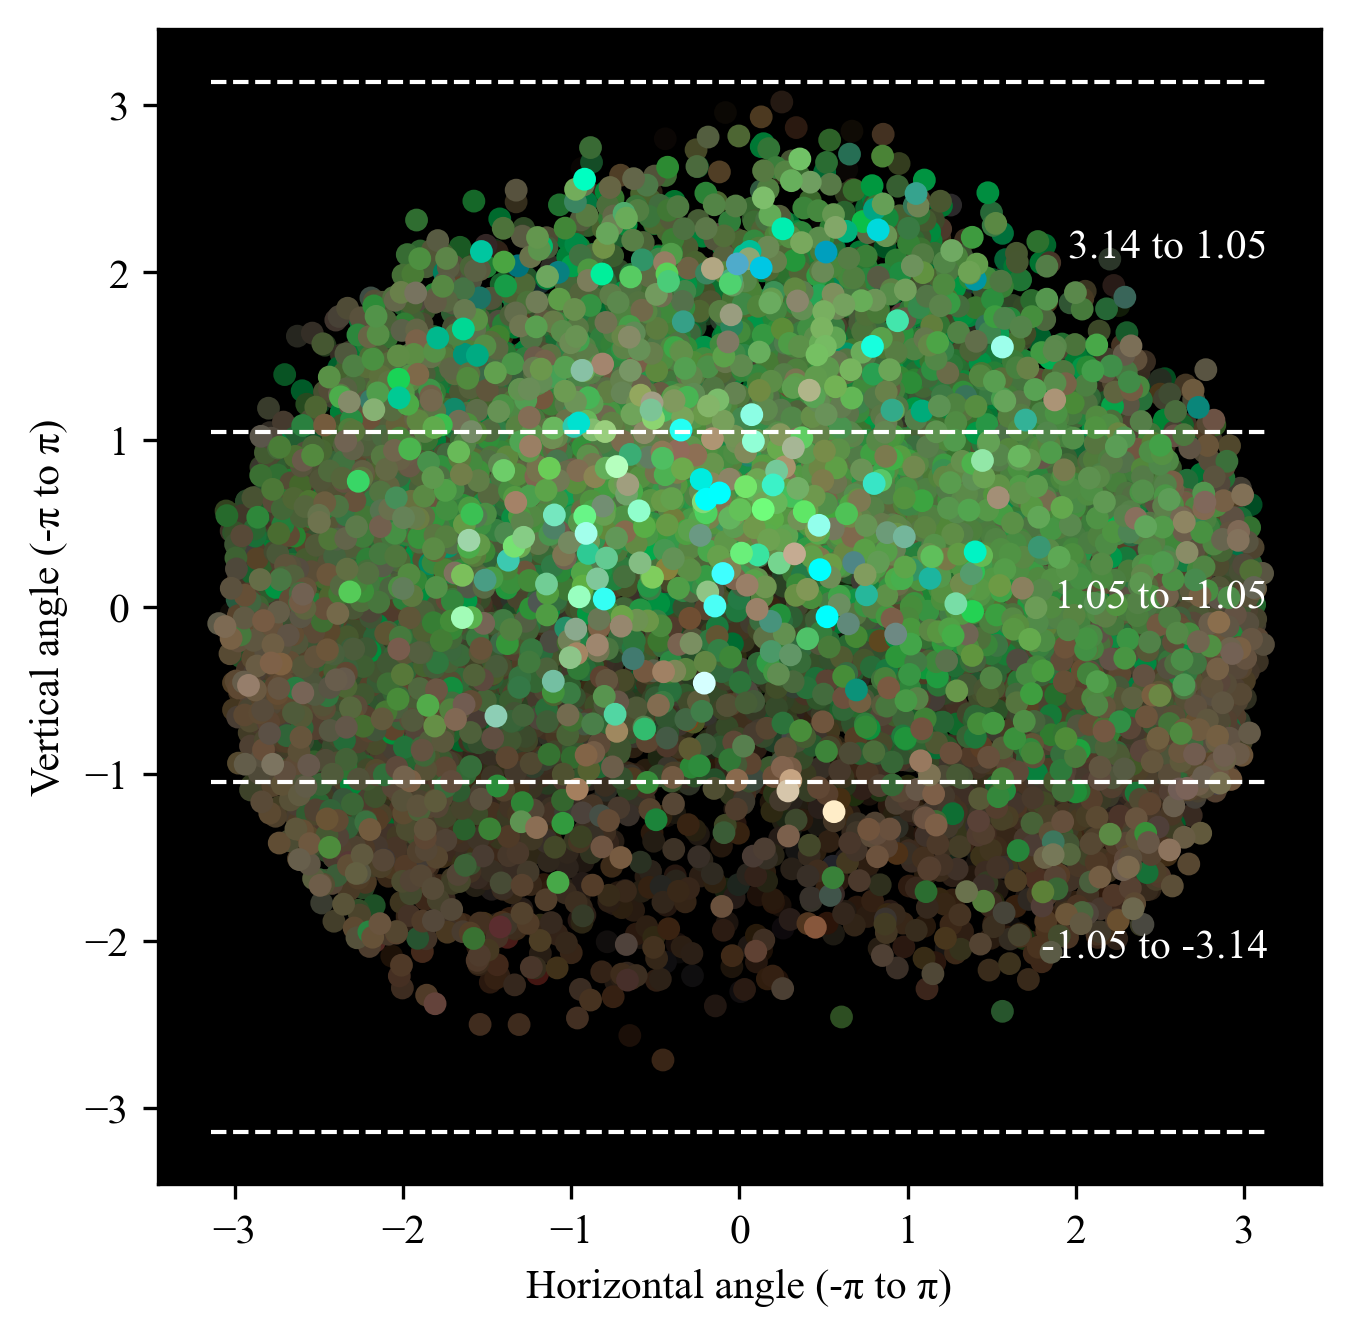 3
2
1
0
−1
−2
−3
Vertical angle (-π to π)
3.14 to 1.05
1.05 to -1.05
-1.05 to -3.14
−3
−2
−1
0
1
2
3
Horizontal angle (-π to π)